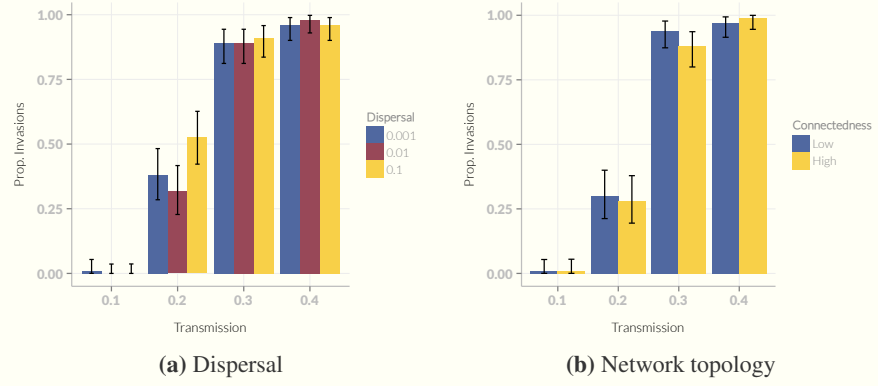 1.00
0.75
0.50
0.25
0.00
Prop. Invasions
0.1 0.2 0.3 0.4
Transmission
Dispersal
0.001
0.01
0.1
(a) Dispersal
1.00
0.75
0.50
0.25
0.00
Prop. Invasions
0.1 0.2 0.3 0.4
Transmission
Connectedness
Low
High
(b) Network topology